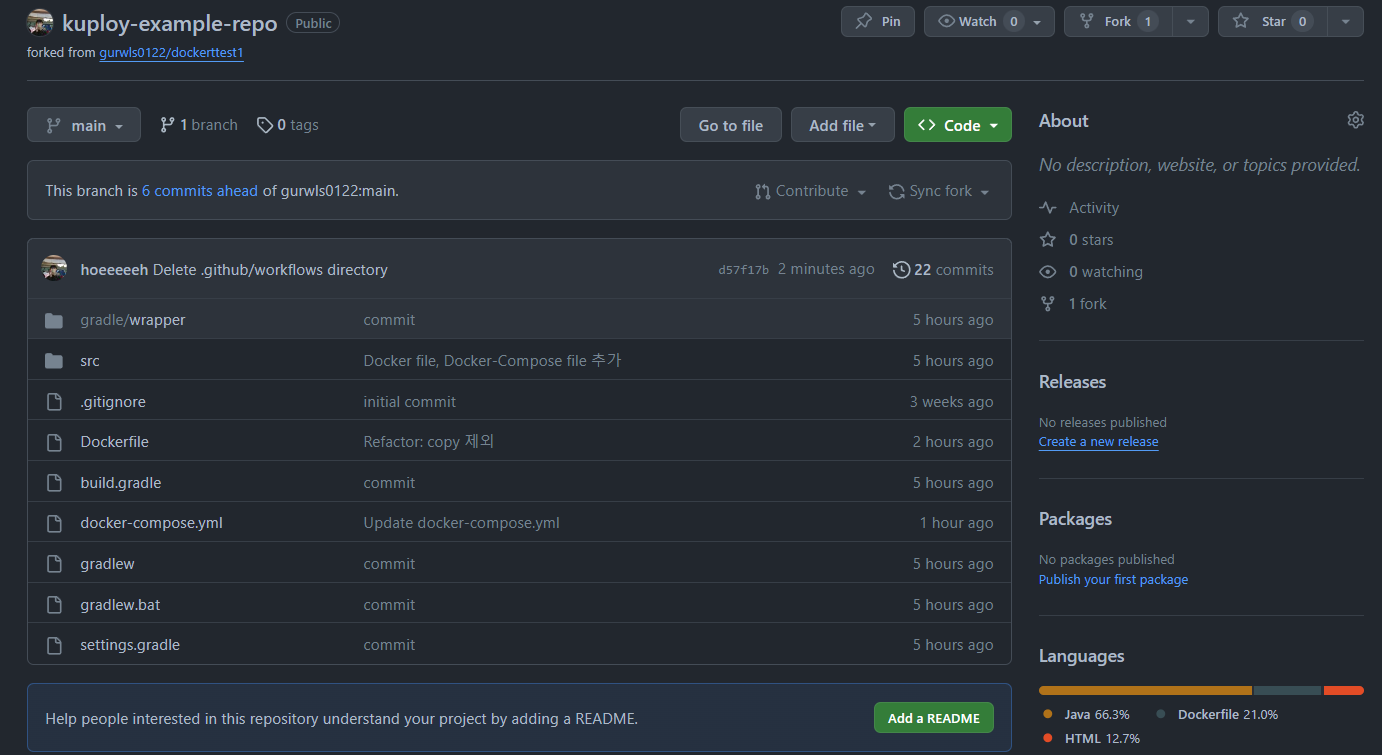 kuploy-example-repo Public Pin Watch 0 Fork 1 Star 0
forked from gurwls0122/dockerttest1
main 1 branch 0 tags Go to file Add file Code
This branch is 6 commits ahead of gurwls0122:main. Contribute Sync fork
hoeeeeeh Delete .github/workflows directory d57f17b 2 minutes ago 22 commits
gradle/wrapper commit 5 hours ago
src Docker file, Docker-Compose file 추가 5 hours ago
.gitignore initial commit 3 weeks ago
Dockerfile Refactor: copy 제외 2 hours ago
build.gradle commit 5 hours ago
docker-compose.yml Update docker-compose.yml 1 hour ago
gradlew commit 5 hours ago
gradlew.bat commit 5 hours ago
settings.gradle commit 5 hours ago
Help people interested in this repository understand your project by adding a README. Add a README
About
No description, website, or topics provided.
Activity
0 stars
0 watching
1 fork
Releases
No releases published
Create a new release
Packages
No packages published
Publish your first package
Languages
Java 66.3% Dockerfile 21.0%
HTML 12.7%